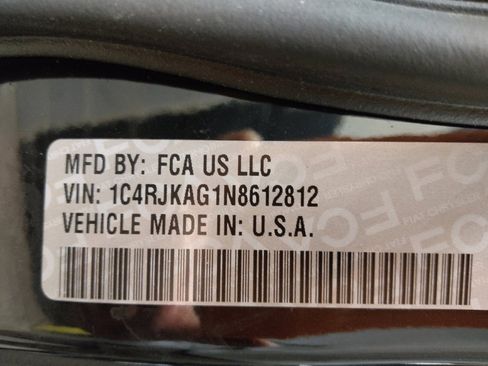 MFD BY: FCA US LLC
VIN: 1C4RJKAG1N8612812
VEHICLE MADE IN: U.S.A.